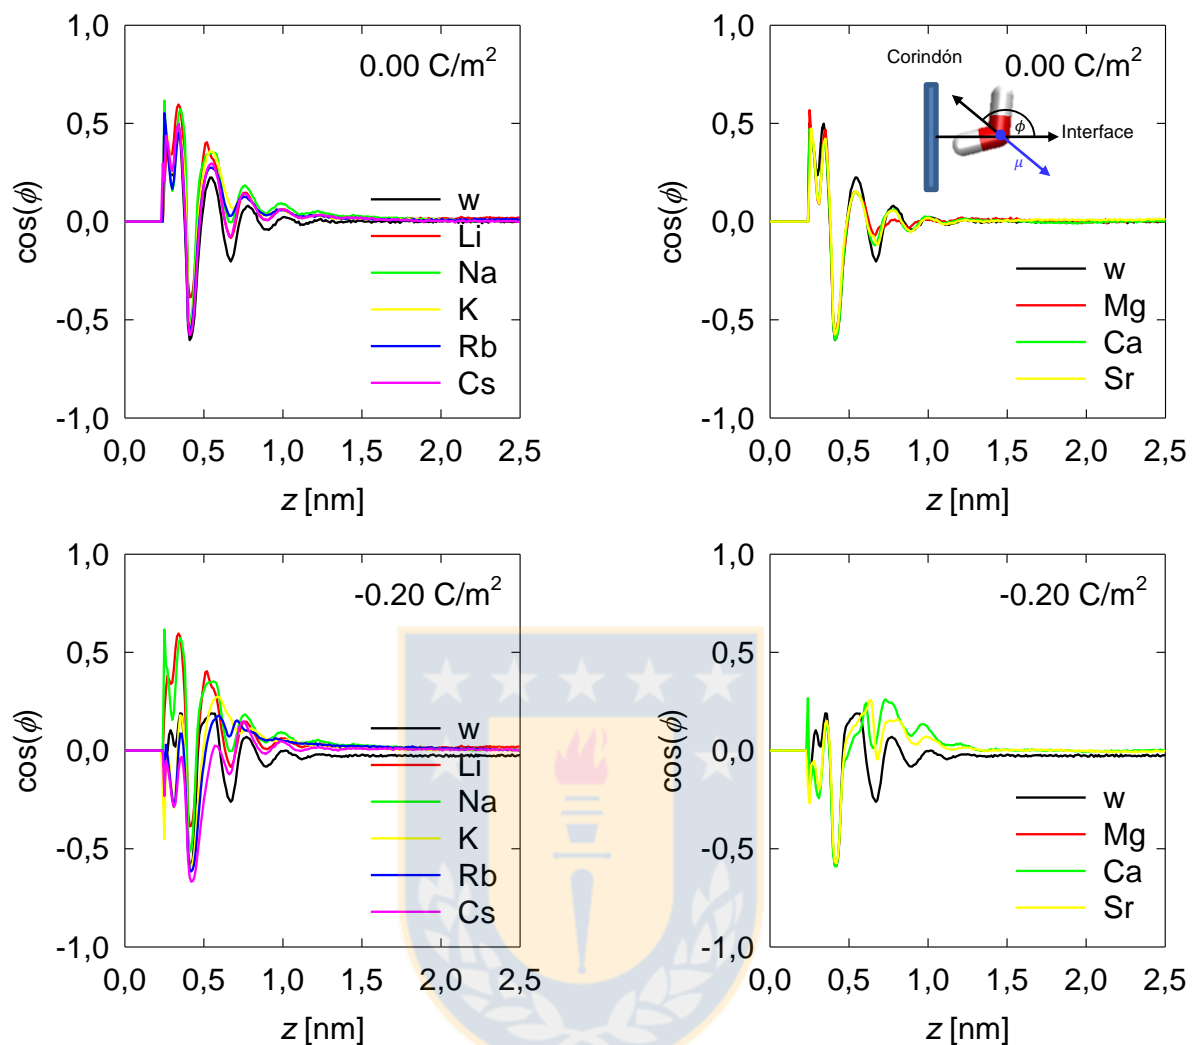 1,0
0.00 C/m²
0,5
w
Li
0,0
Na
K
-0,5
Rb
Cs
-1,0
0,0 0,5 1,0 1,5 2,0 2,5
cos(ϕ)
z [nm]
1,0
0.00 C/m²
Corindón
ϕ
Interface
μ
0,5
0,0
w
Mg
-0,5
Ca
Sr
-1,0
0,0 0,5 1,0 1,5 2,0 2,5
cos(ϕ)
z [nm]
1,0
-0.20 C/m²
0,5
w
0,0
Li
Na
K
-0,5
Rb
Cs
-1,0
0,0 0,5 1,0 1,5 2,0 2,5
cos(ϕ)
z [nm]
1,0
-0.20 C/m²
0,5
0,0
w
Mg
-0,5
Ca
Sr
-1,0
0,0 0,5 1,0 1,5 2,0 2,5
cos(ϕ)
z [nm]